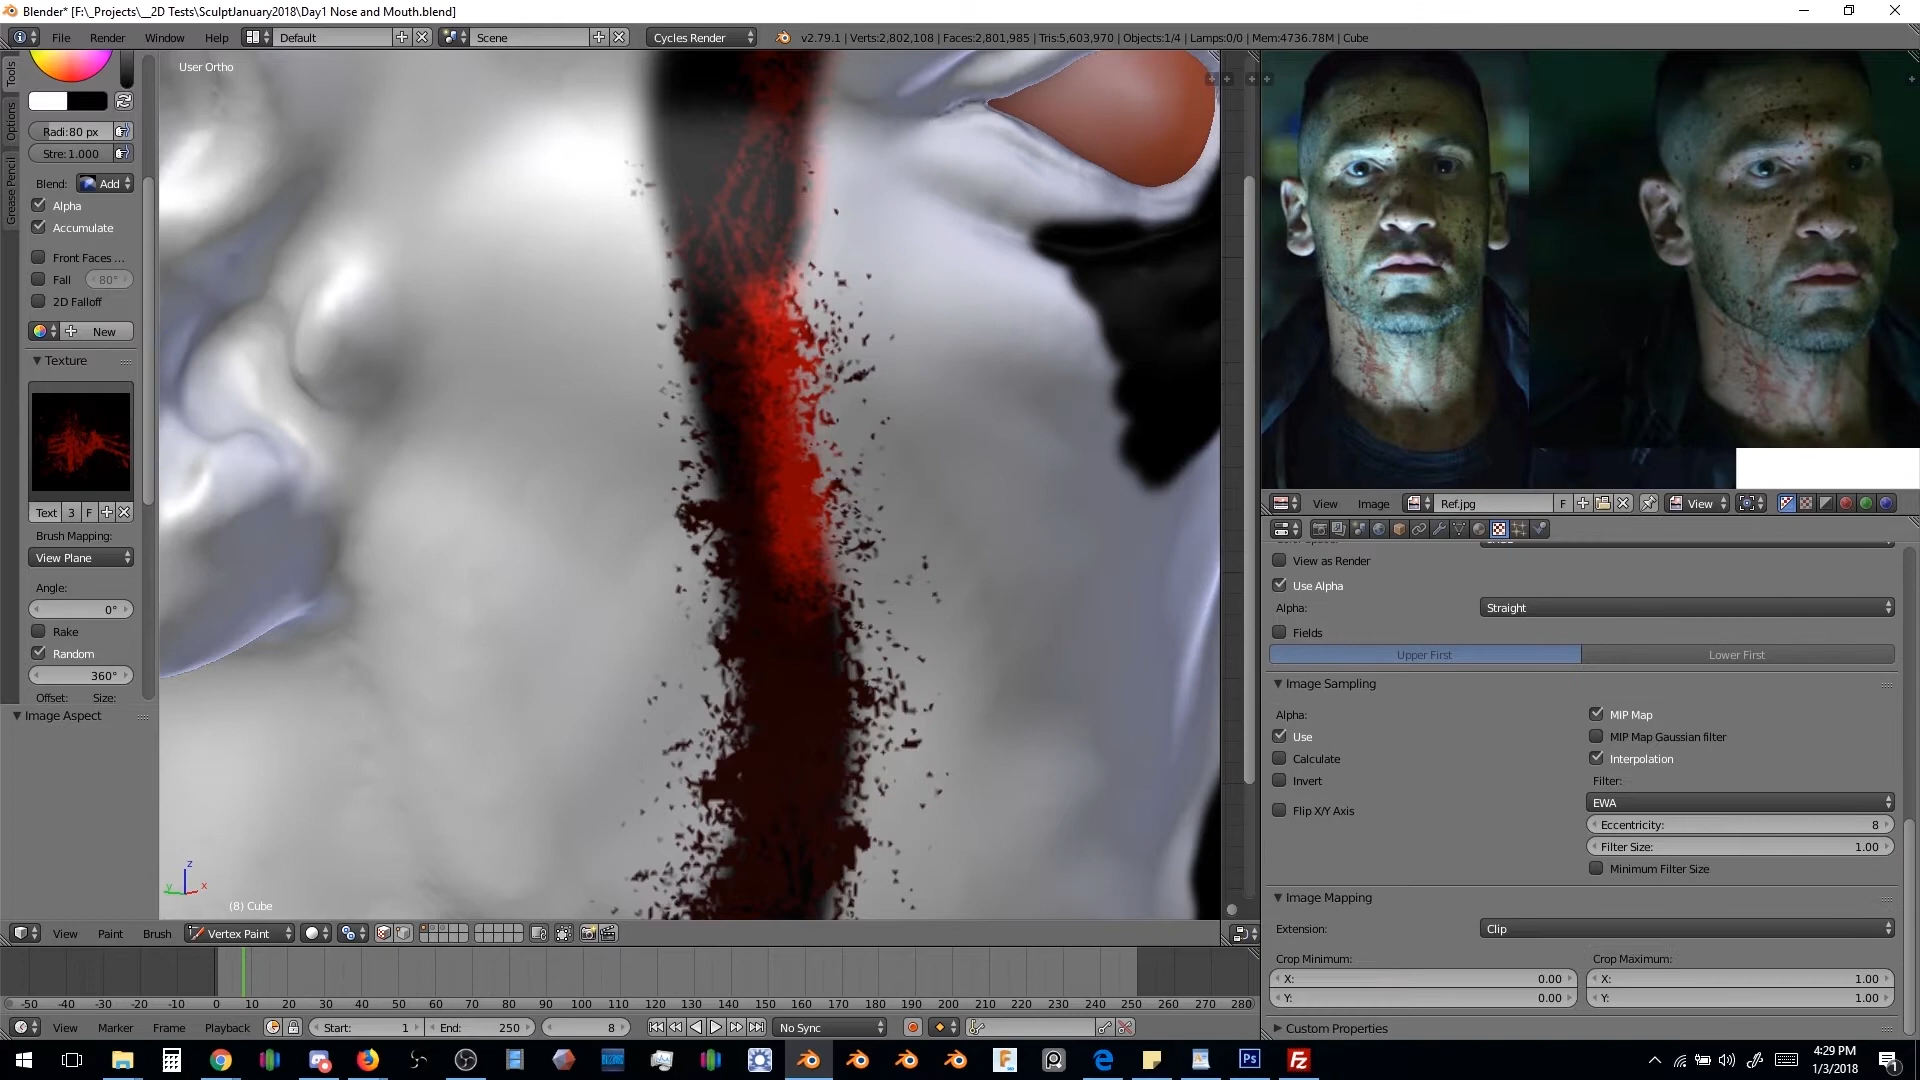 Blender* [F:\_Projects\__2D Tests\SculptJanuary2018\Day1 Nose and Mouth.blend]
File Render Window Help Default Scene Cycles Render v2.79.1 | Verts:2,802,108 | Faces:2,801,985 | Tris:5,603,970 | Objects:1/4 | Lamps:0/0 | Mem:4736.78M | Cube
Tools
Options
Grease Pencil
User Ortho
Radi:80 px
Stre:1.000
Blend: Add
Alpha
Accumulate
Front Faces ...
Fall 80°
2D Falloff
New
Texture
Text 3 F
Brush Mapping:
View Plane
Angle:
0°
Rake
Random
360°
Offset: Size:
Image Aspect
z
y x
(8) Cube
View Paint Brush Vertex Paint
View Image Ref.jpg F View
View as Render
Use Alpha
Alpha: Straight
Fields
Upper First Lower First
Image Sampling
Alpha: MIP Map
Use MIP Map Gaussian filter
Calculate Interpolation
Invert Filter:
EWA
Flip X/Y Axis
Eccentricity: 8
Filter Size: 1.00
Minimum Filter Size
Image Mapping
Extension: Clip
Crop Minimum: Crop Maximum:
X: 0.00 X: 1.00
Y: 0.00 Y: 1.00
Custom Properties
-50 -40 -30 -20 -10 0 10 20 30 40 50 60 70 80 90 100 110 120 130 140 150 160 170 180 190 200 210 220 230 240 250 260 270 280
View Marker Frame Playback Start: 1 End: 250 8 No Sync
Ps
Fz
4:29 PM
1/3/2018
1